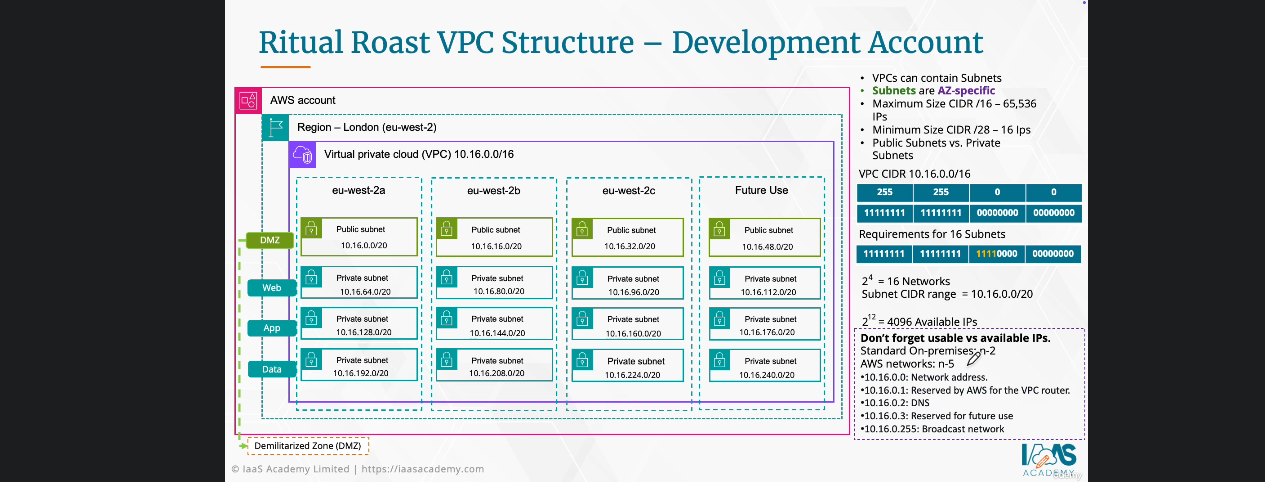 Ritual Roast VPC Structure – Development Account
AWS account
Region – London (eu-west-2)
Virtual private cloud (VPC) 10.16.0.0/16
eu-west-2a
eu-west-2b
eu-west-2c
Future Use
DMZ
Public subnet
10.16.0.0/20
Public subnet
10.16.16.0/20
Public subnet
10.16.32.0/20
Public subnet
10.16.48.0/20
Web
Private subnet
10.16.64.0/20
Private subnet
10.16.80.0/20
Private subnet
10.16.96.0/20
Private subnet
10.16.112.0/20
App
Private subnet
10.16.128.0/20
Private subnet
10.16.144.0/20
Private subnet
10.16.160.0/20
Private subnet
10.16.176.0/20
Data
Private subnet
10.16.192.0/20
Private subnet
10.16.208.0/20
Private subnet
10.16.224.0/20
Private subnet
10.16.240.0/20
Demilitarized Zone (DMZ)
• VPCs can contain Subnets
• Subnets are AZ-specific
• Maximum Size CIDR /16 – 65,536
IPs
• Minimum Size CIDR /28 – 16 Ips
• Public Subnets vs. Private
Subnets
VPC CIDR 10.16.0.0/16
255 255 0 0
11111111 11111111 00000000 00000000
Requirements for 16 Subnets
11111111 11111111 11110000 00000000
2⁴ = 16 Networks
Subnet CIDR range = 10.16.0.0/20
2¹² = 4096 Available IPs
Don't forget usable vs available IPs.
Standard On-premises: n-2
AWS networks: n-5
•10.16.0.0: Network address.
•10.16.0.1: Reserved by AWS for the VPC router.
•10.16.0.2: DNS
•10.16.0.3: Reserved for future use
•10.16.0.255: Broadcast network
© IaaS Academy Limited | https://iaasacademy.com
IAAS
ACADEMY
Udemy